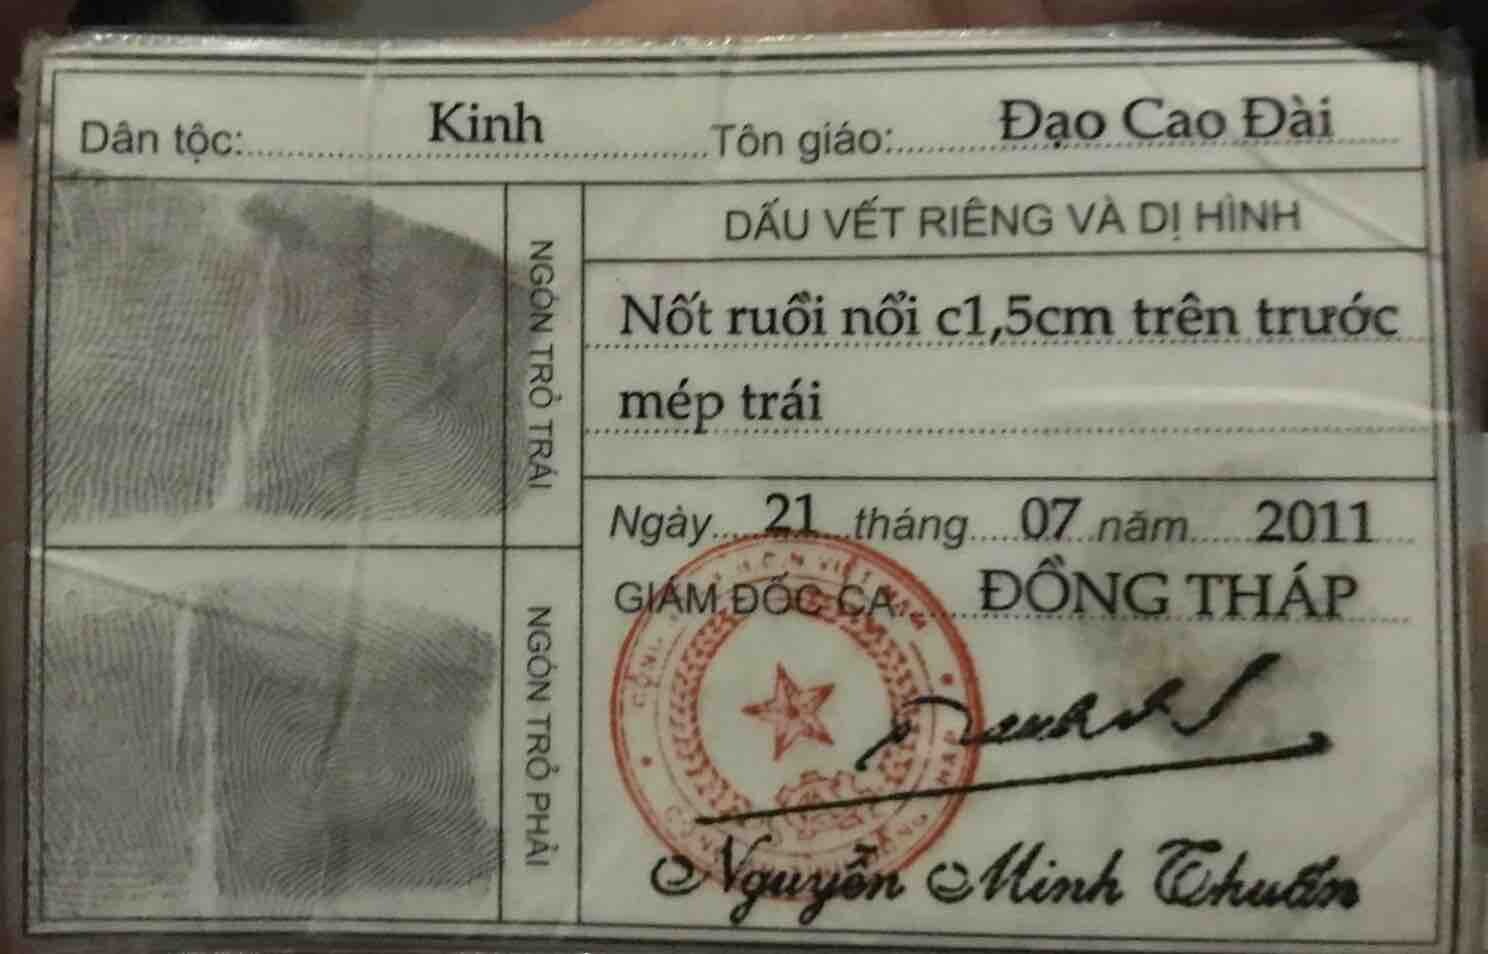 Dân tộc: Kinh Tôn giáo: Đạo Cao Đài
DẤU VẾT RIÊNG VÀ DỊ HÌNH
NGÓN TRỎ TRÁI
Nốt ruồi nổi c1,5cm trên trước
mép trái
Ngày 21 tháng 07 năm 2011
GIÁM ĐỐC CA ĐỒNG THÁP
NGÓN TRỎ PHẢI
Nguyễn Minh Thuấn